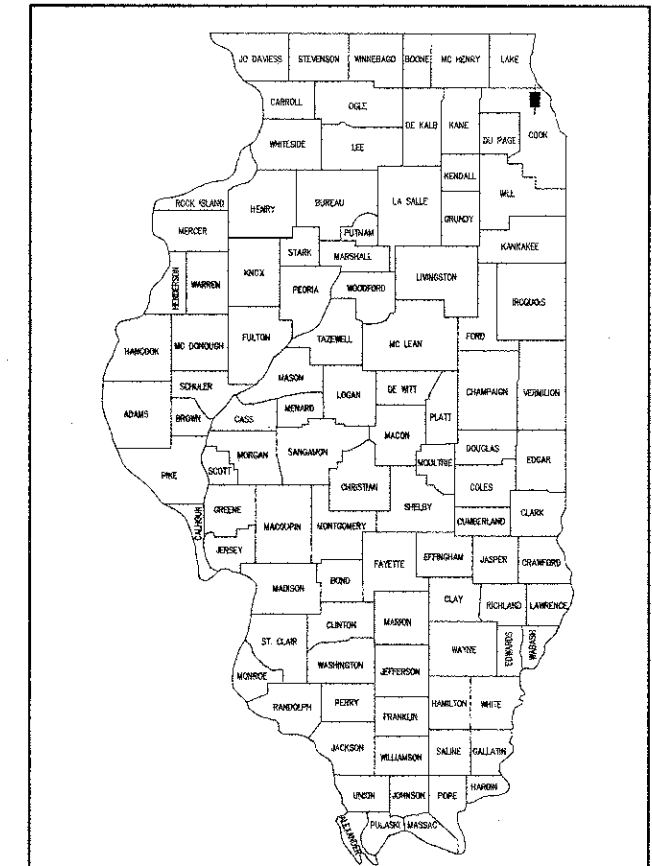 JO DAVIESS STEVENSON WINNEBAGO BOONE MC HENRY LAKE
CARROLL OGLE DE KALB KANE DU PAGE COOK
WHITESIDE LEE
KENDALL WILL
ROCK ISLAND HENRY BUREAU LA SALLE GRUNDY
MERCER PUTNAM KANKAKEE
STARK MARSHALL
HENDERSON WARREN KNOX PEORIA WOODFORD LIVINGSTON IROQUOIS
HANCOCK MC DONOUGH FULTON TAZEWELL MC LEAN FORD
MASON
SCHULER LOGAN DE WITT CHAMPAIGN VERMILION
ADAMS BROWN CASS MENARD PIATT
MACON
PIKE SCOTT MORGAN SANGAMON MOULTRIE DOUGLAS EDGAR
CHRISTIAN COLES
CALHOUN GREENE MACOUPIN MONTGOMERY SHELBY CUMBERLAND CLARK
JERSEY FAYETTE EFFINGHAM JASPER CRAWFORD
MADISON BOND
CLAY RICHLAND LAWRENCE
ST. CLAIR CLINTON MARION
WAYNE EDWARDS WABASH
MONROE WASHINGTON JEFFERSON
RANDOLPH PERRY HAMILTON WHITE
FRANKLIN
JACKSON WILLIAMSON SALINE GALLATIN
HARDIN
UNION JOHNSON POPE
ALEXANDER PULASKI MASSAC